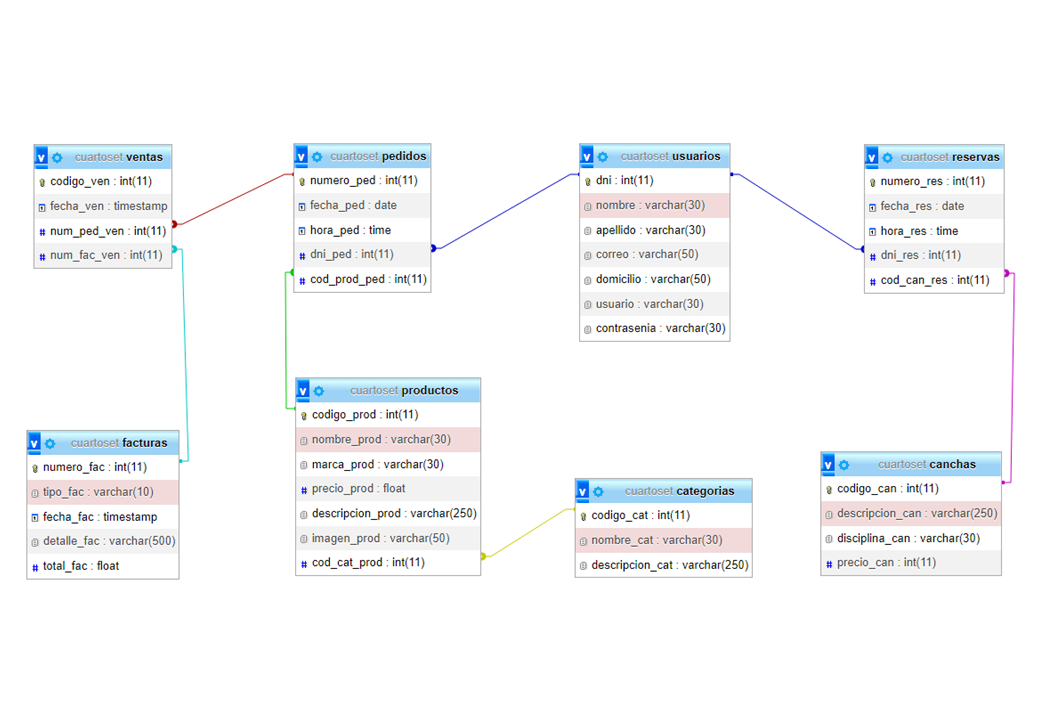 cuartoset ventas
codigo_ven : int(11)
fecha_ven : timestamp
num_ped_ven : int(11)
num_fac_ven : int(11)
cuartoset pedidos
numero_ped : int(11)
fecha_ped : date
hora_ped : time
dni_ped : int(11)
cod_prod_ped : int(11)
cuartoset usuarios
dni : int(11)
nombre : varchar(30)
apellido : varchar(30)
correo : varchar(50)
domicilio : varchar(50)
usuario : varchar(30)
contrasenia : varchar(30)
cuartoset reservas
numero_res : int(11)
fecha_res : date
hora_res : time
dni_res : int(11)
cod_can_res : int(11)
cuartoset facturas
numero_fac : int(11)
tipo_fac : varchar(10)
fecha_fac : timestamp
detalle_fac : varchar(500)
total_fac : float
cuartoset productos
codigo_prod : int(11)
nombre_prod : varchar(30)
marca_prod : varchar(30)
precio_prod : float
descripcion_prod : varchar(250)
imagen_prod : varchar(50)
cod_cat_prod : int(11)
cuartoset categorias
codigo_cat : int(11)
nombre_cat : varchar(30)
descripcion_cat : varchar(250)
cuartoset canchas
codigo_can : int(11)
descripcion_can : varchar(250)
disciplina_can : varchar(30)
precio_can : int(11)